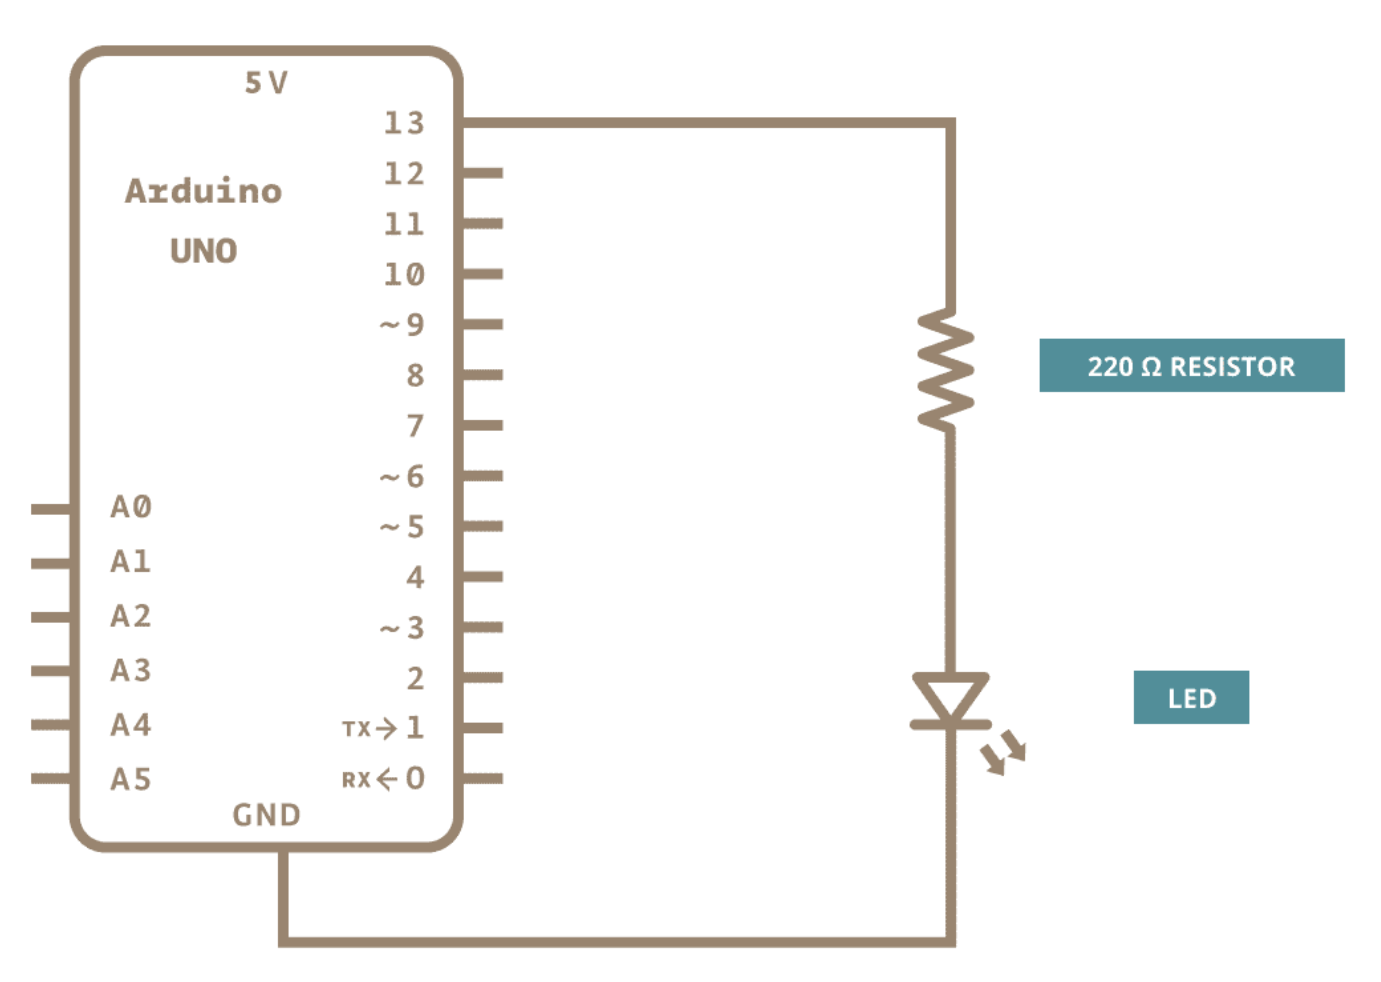 5V
Arduino
UNO
13
12
11
10
~9
8
7
~6
~5
4
~3
2
TX→1
RX←0
A0
A1
A2
A3
A4
A5
GND
220 Ω RESISTOR
LED